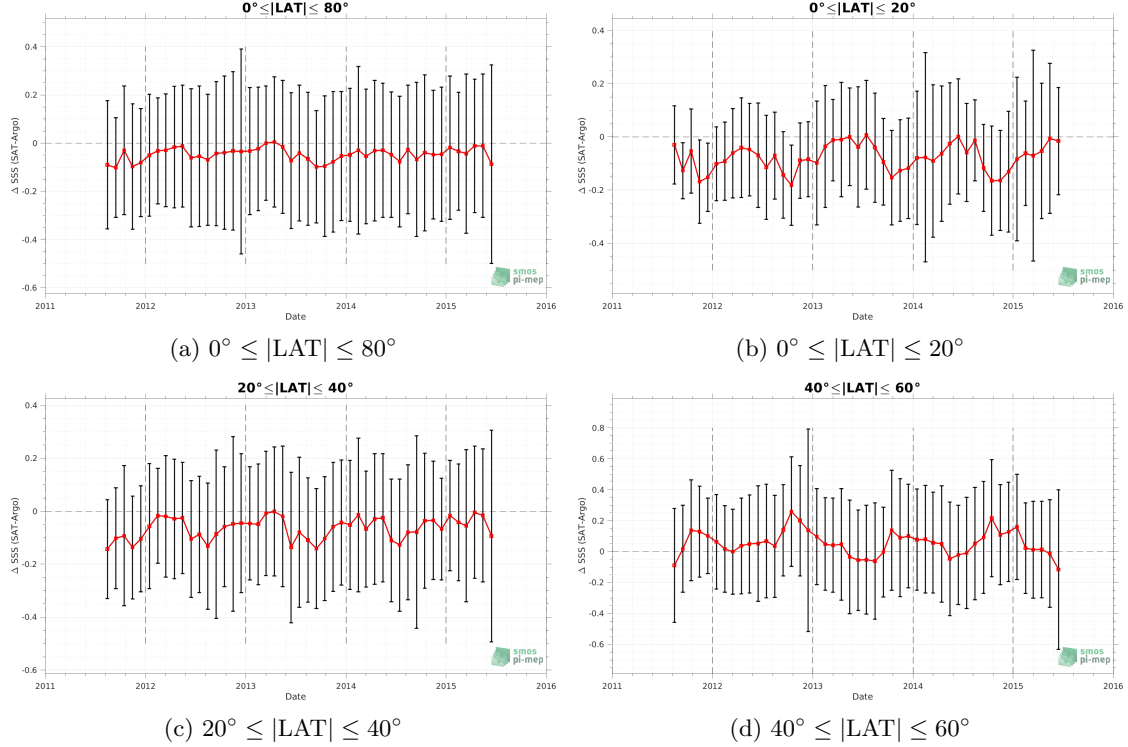 0°≤|LAT|≤ 80°
Δ SSS (SAT-Argo)
0.4
0.2
0
-0.2
-0.4
-0.6
2011 2012 2013 2014 2015 2016
Date
smos
pi-mep
(a) 0° ≤ |LAT| ≤ 80°
0°≤|LAT|≤ 20°
Δ SSS (SAT-Argo)
0.4
0.2
0
-0.2
-0.4
2011 2012 2013 2014 2015 2016
Date
smos
pi-mep
(b) 0° ≤ |LAT| ≤ 20°
20°≤|LAT|≤ 40°
Δ SSS (SAT-Argo)
0.4
0.2
0
-0.2
-0.4
-0.6
2011 2012 2013 2014 2015 2016
Date
smos
pi-mep
(c) 20° ≤ |LAT| ≤ 40°
40°≤|LAT|≤ 60°
Δ SSS (SAT-Argo)
0.8
0.6
0.4
0.2
0
-0.2
-0.4
-0.6
2011 2012 2013 2014 2015 2016
Date
smos
pi-mep
(d) 40° ≤ |LAT| ≤ 60°